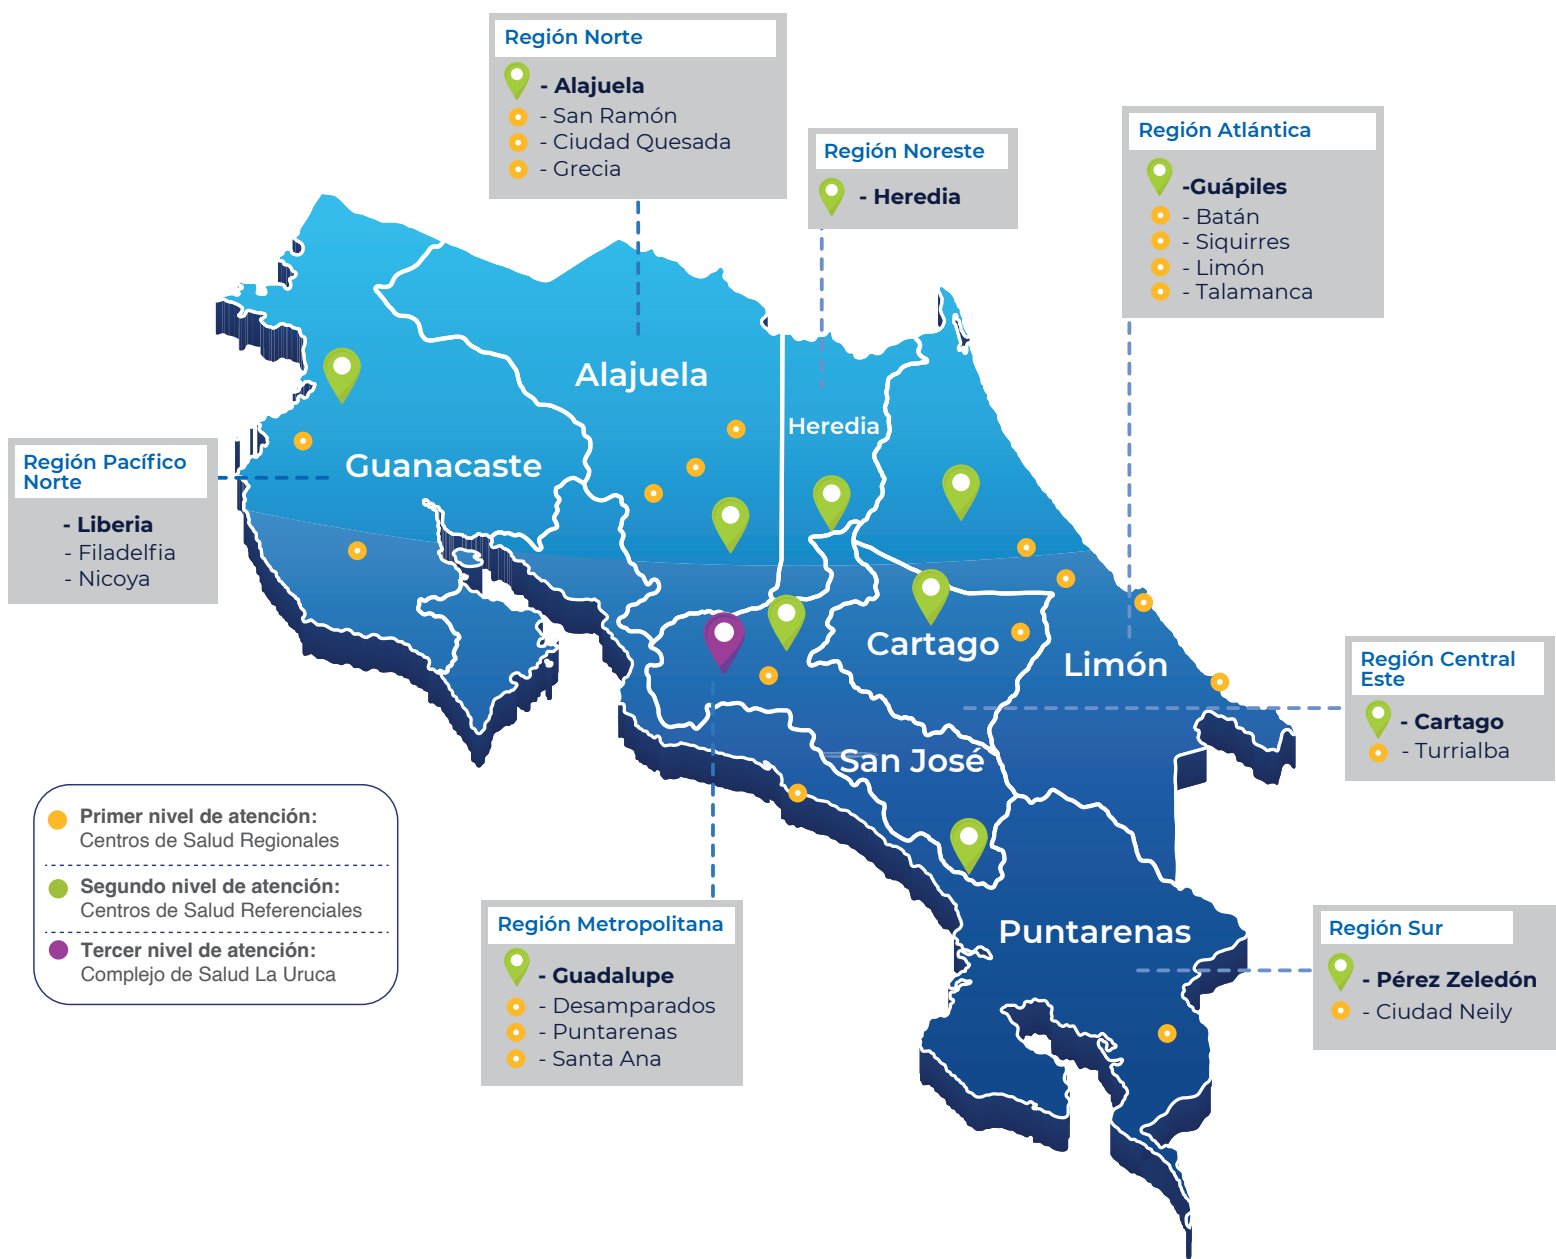 Región Norte
- Alajuela
- San Ramón
- Ciudad Quesada
- Grecia
Región Noreste
- Heredia
Región Atlántica
-Guápiles
- Batán
- Siquirres
- Limón
- Talamanca
Alajuela
Heredia
Guanacaste
Región Pacífico
Norte
- Liberia
- Filadelfia
- Nicoya
Cartago
Limón
San José
Puntarenas
Región Central
Este
- Cartago
- Turrialba
Primer nivel de atención:
Centros de Salud Regionales
Segundo nivel de atención:
Centros de Salud Referenciales
Tercer nivel de atención:
Complejo de Salud La Uruca
Región Metropolitana
- Guadalupe
- Desamparados
- Puntarenas
- Santa Ana
Región Sur
- Pérez Zeledón
- Ciudad Neily